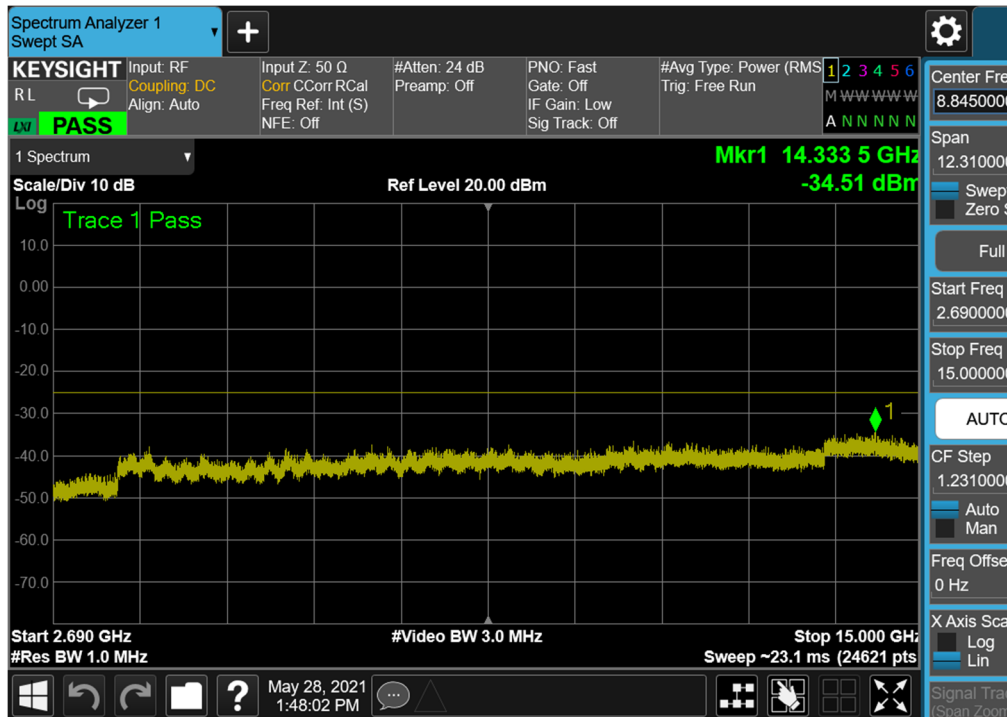 Spectrum Analyzer 1
Swept SA
KEYSIGHT
R L
LXI PASS
Input: RF
Coupling: DC
Align: Auto
Input Z: 50 Ω
Corr CCorr RCal
Freq Ref: Int (S)
NFE: Off
#Atten: 24 dB
Preamp: Off
PNO: Fast
Gate: Off
IF Gain: Low
Sig Track: Off
#Avg Type: Power (RMS
Trig: Free Run
1 2 3 4 5 6
M W W W W W
A N N N N N
1 Spectrum
Scale/Div 10 dB
Log
Ref Level 20.00 dBm
Mkr1 14.333 5 GHz
-34.51 dBm
Trace 1 Pass
10.0
0.00
-10.0
-20.0
-30.0
-40.0
-50.0
-60.0
-70.0
1
Start 2.690 GHz
#Res BW 1.0 MHz
#Video BW 3.0 MHz
Stop 15.000 GHz
Sweep ~23.1 ms (24621 pts
May 28, 2021
1:48:02 PM
Center Fre
8.845000
Span
12.31000
Swep
Zero S
Full
Start Freq
2.690000
Stop Freq
15.00000
AUTO
CF Step
1.231000
Auto
Man
Freq Offse
0 Hz
X Axis Sca
Log
Lin
Signal Trac
(Span Zoom